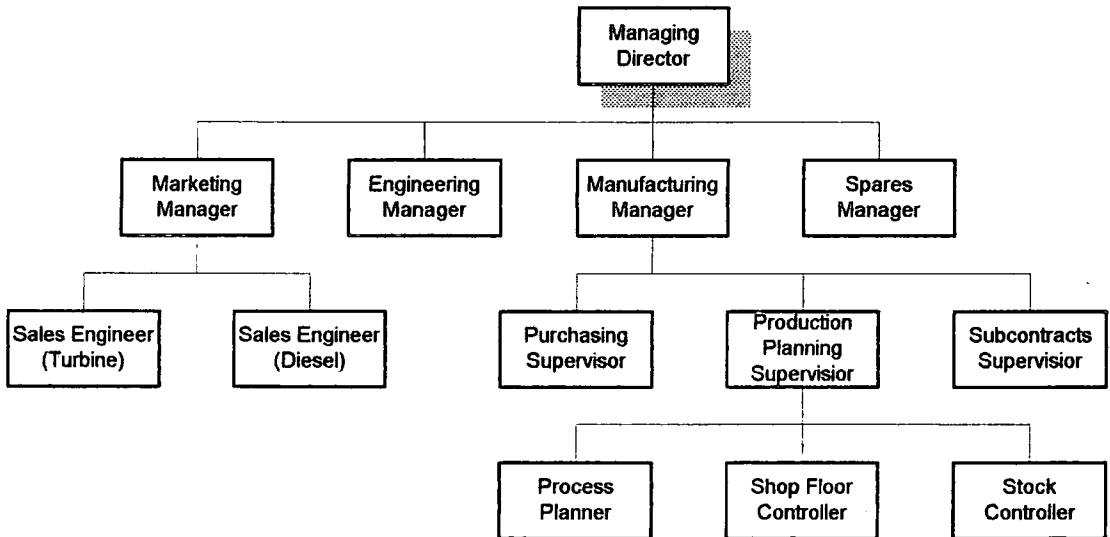 Managing
Director
Marketing
Manager
Engineering
Manager
Manufacturing
Manager
Spares
Manager
Sales Engineer
(Turbine)
Sales Engineer
(Diesel)
Purchasing
Supervisor
Production
Planning
Supervisior
Subcontracts
Supervisor
Process
Planner
Shop Floor
Controller
Stock
Controller